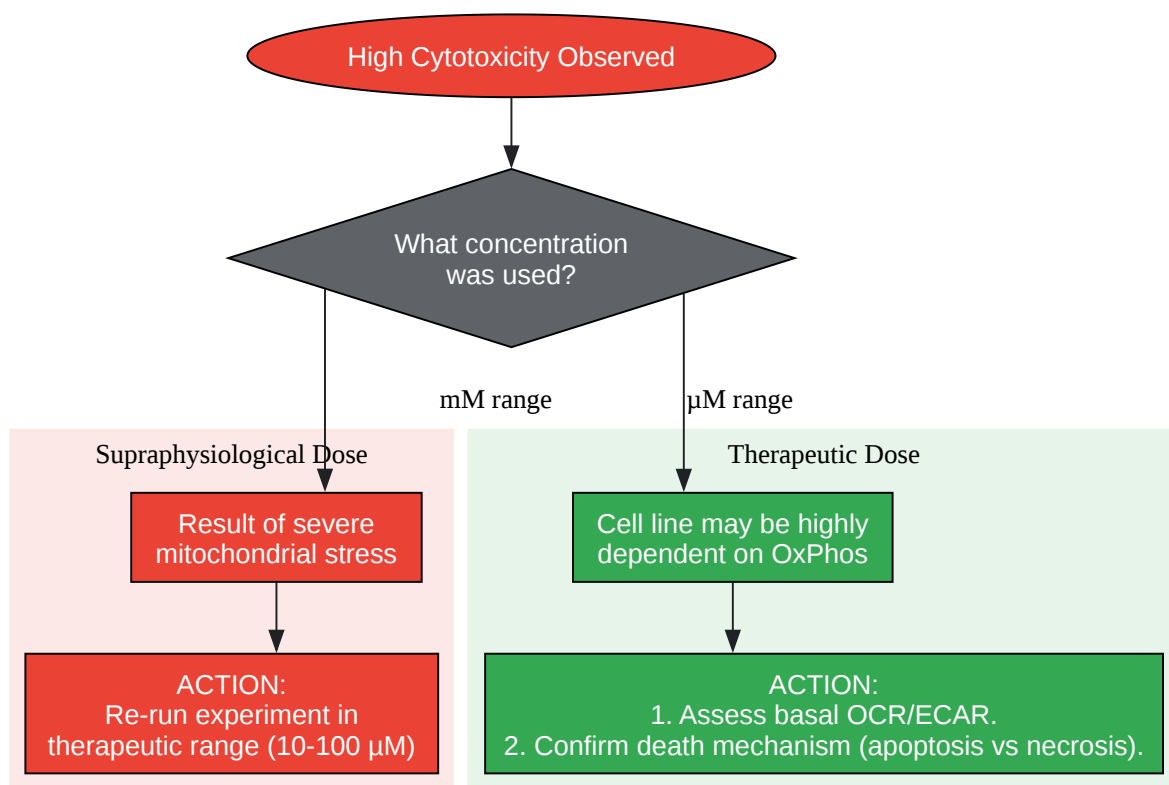 High Cytotoxicity Observed
What concentration
was used?
mM range
µM range
Supraphysiological Dose
Result of severe
mitochondrial stress
ACTION:
Re-run experiment in
therapeutic range (10-100 µM)
Therapeutic Dose
Cell line may be highly
dependent on OxPhos
ACTION:
1. Assess basal OCR/ECAR.
2. Confirm death mechanism (apoptosis vs necrosis).